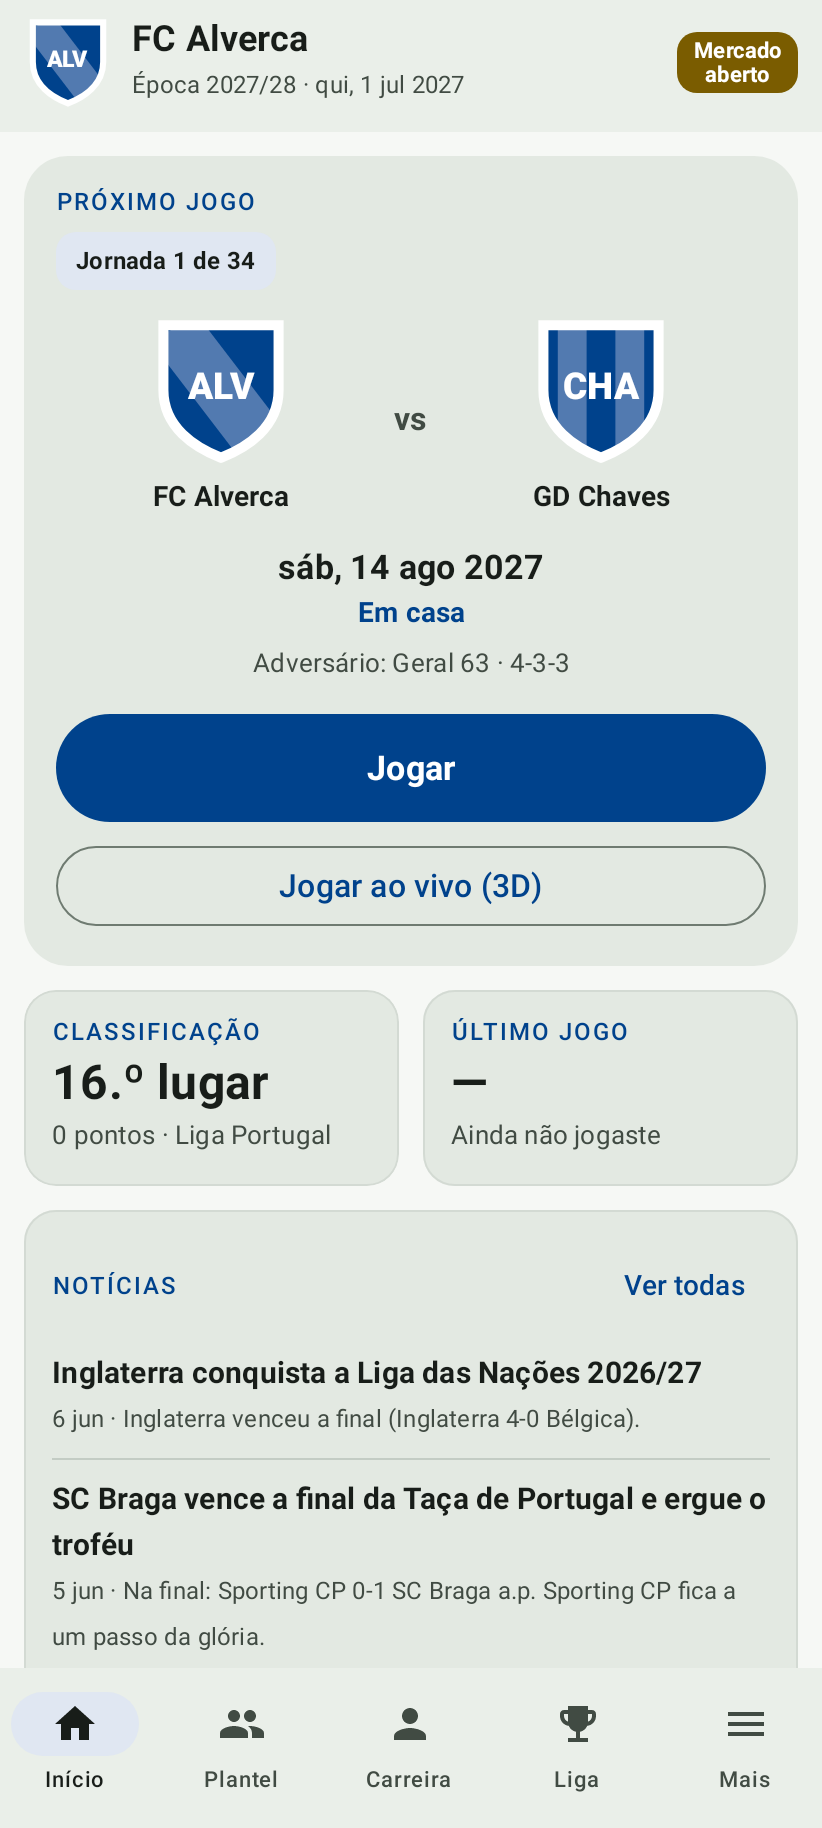 ALV
FC Alverca
Época 2027/28 · qui, 1 jul 2027
Mercado
aberto
PRÓXIMO JOGO
Jornada 1 de 34
ALV
vs
CHA
FC Alverca
GD Chaves
sáb, 14 ago 2027
Em casa
Adversário: Geral 63 · 4-3-3
Jogar
Jogar ao vivo (3D)
CLASSIFICAÇÃO
16.º lugar
0 pontos · Liga Portugal
ÚLTIMO JOGO
—
Ainda não jogaste
NOTÍCIAS
Ver todas
Inglaterra conquista a Liga das Nações 2026/27
6 jun · Inglaterra venceu a final (Inglaterra 4-0 Bélgica).
SC Braga vence a final da Taça de Portugal e ergue o
troféu
5 jun · Na final: Sporting CP 0-1 SC Braga a.p. Sporting CP fica a
um passo da glória.
Início
Plantel
Carreira
Liga
Mais